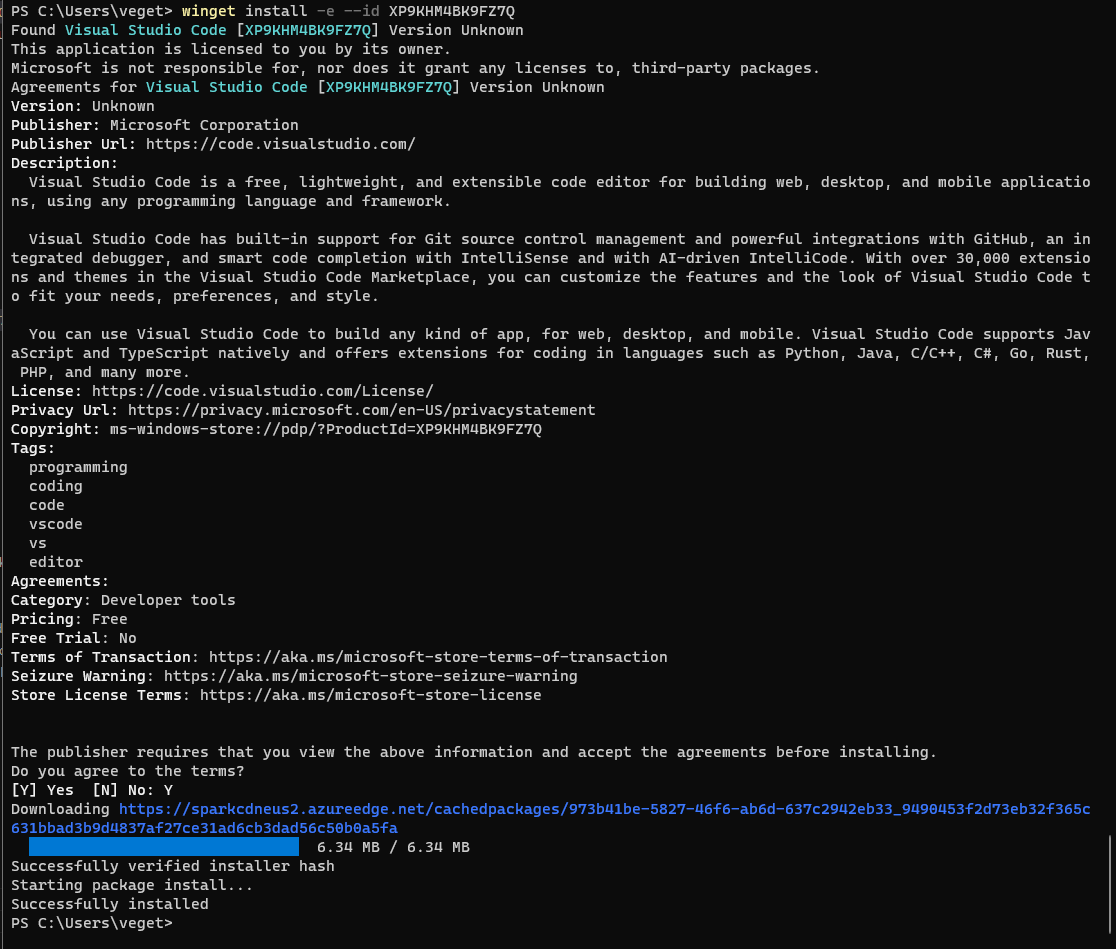 PS C:\Users\veget> winget install -e --id XP9KHM4BK9FZ7Q
Found Visual Studio Code [XP9KHM4BK9FZ7Q] Version Unknown
This application is licensed to you by its owner.
Microsoft is not responsible for, nor does it grant any licenses to, third-party packages.
Agreements for Visual Studio Code [XP9KHM4BK9FZ7Q] Version Unknown
Version: Unknown
Publisher: Microsoft Corporation
Publisher Url: https://code.visualstudio.com/
Description:
  Visual Studio Code is a free, lightweight, and extensible code editor for building web, desktop, and mobile applicatio
ns, using any programming language and framework.

  Visual Studio Code has built-in support for Git source control management and powerful integrations with GitHub, an in
tegrated debugger, and smart code completion with IntelliSense and with AI-driven IntelliCode. With over 30,000 extensio
ns and themes in the Visual Studio Code Marketplace, you can customize the features and the look of Visual Studio Code t
o fit your needs, preferences, and style.

  You can use Visual Studio Code to build any kind of app, for web, desktop, and mobile. Visual Studio Code supports Jav
aScript and TypeScript natively and offers extensions for coding in languages such as Python, Java, C/C++, C#, Go, Rust,
 PHP, and many more.
License: https://code.visualstudio.com/License/
Privacy Url: https://privacy.microsoft.com/en-US/privacystatement
Copyright: ms-windows-store://pdp/?ProductId=XP9KHM4BK9FZ7Q
Tags:
  programming
  coding
  code
  vscode
  vs
  editor
Agreements:
Category: Developer tools
Pricing: Free
Free Trial: No
Terms of Transaction: https://aka.ms/microsoft-store-terms-of-transaction
Seizure Warning: https://aka.ms/microsoft-store-seizure-warning
Store License Terms: https://aka.ms/microsoft-store-license


The publisher requires that you view the above information and accept the agreements before installing.
Do you agree to the terms?
[Y] Yes  [N] No: Y
Downloading https://sparkcdneus2.azureedge.net/cachedpackages/973b41be-5827-46f6-ab6d-637c2942eb33_9490453f2d73eb32f365c
631bbad3b9d4837af27ce31ad6cb3dad56c50b0a5fa
  6.34 MB / 6.34 MB
Successfully verified installer hash
Starting package install...
Successfully installed
PS C:\Users\veget>